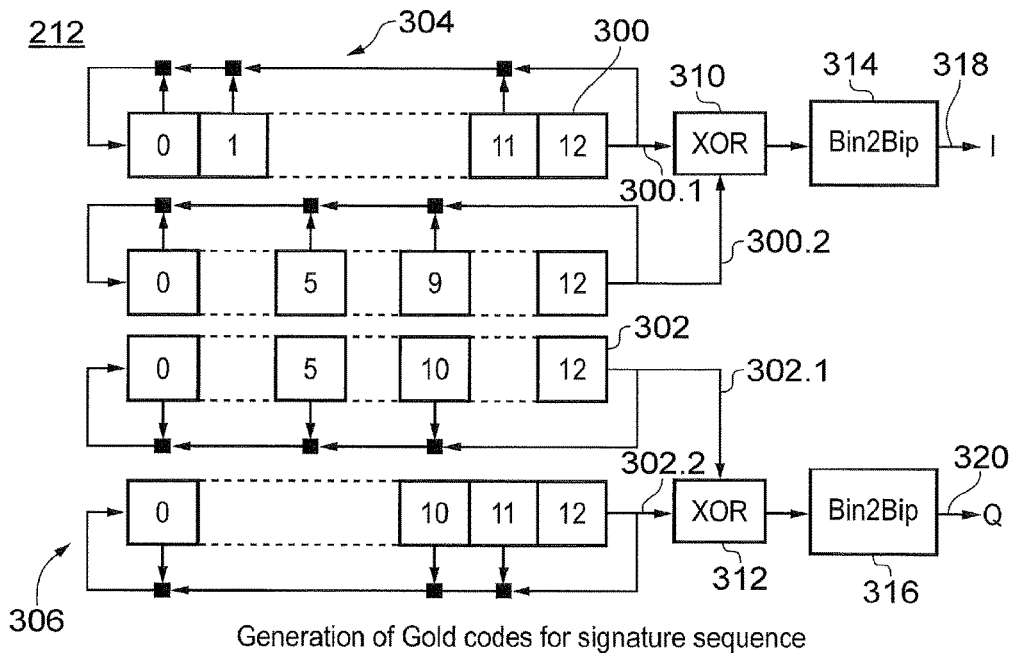 212
304
300
310
314
318
0 1 11 12
XOR
Bin2Bip
I
300.1
300.2
0 5 9 12
302
0 5 10 12
302.1
302.2
320
0 10 11 12
XOR
Bin2Bip
Q
306
312
316
Generation of Gold codes for signature sequence